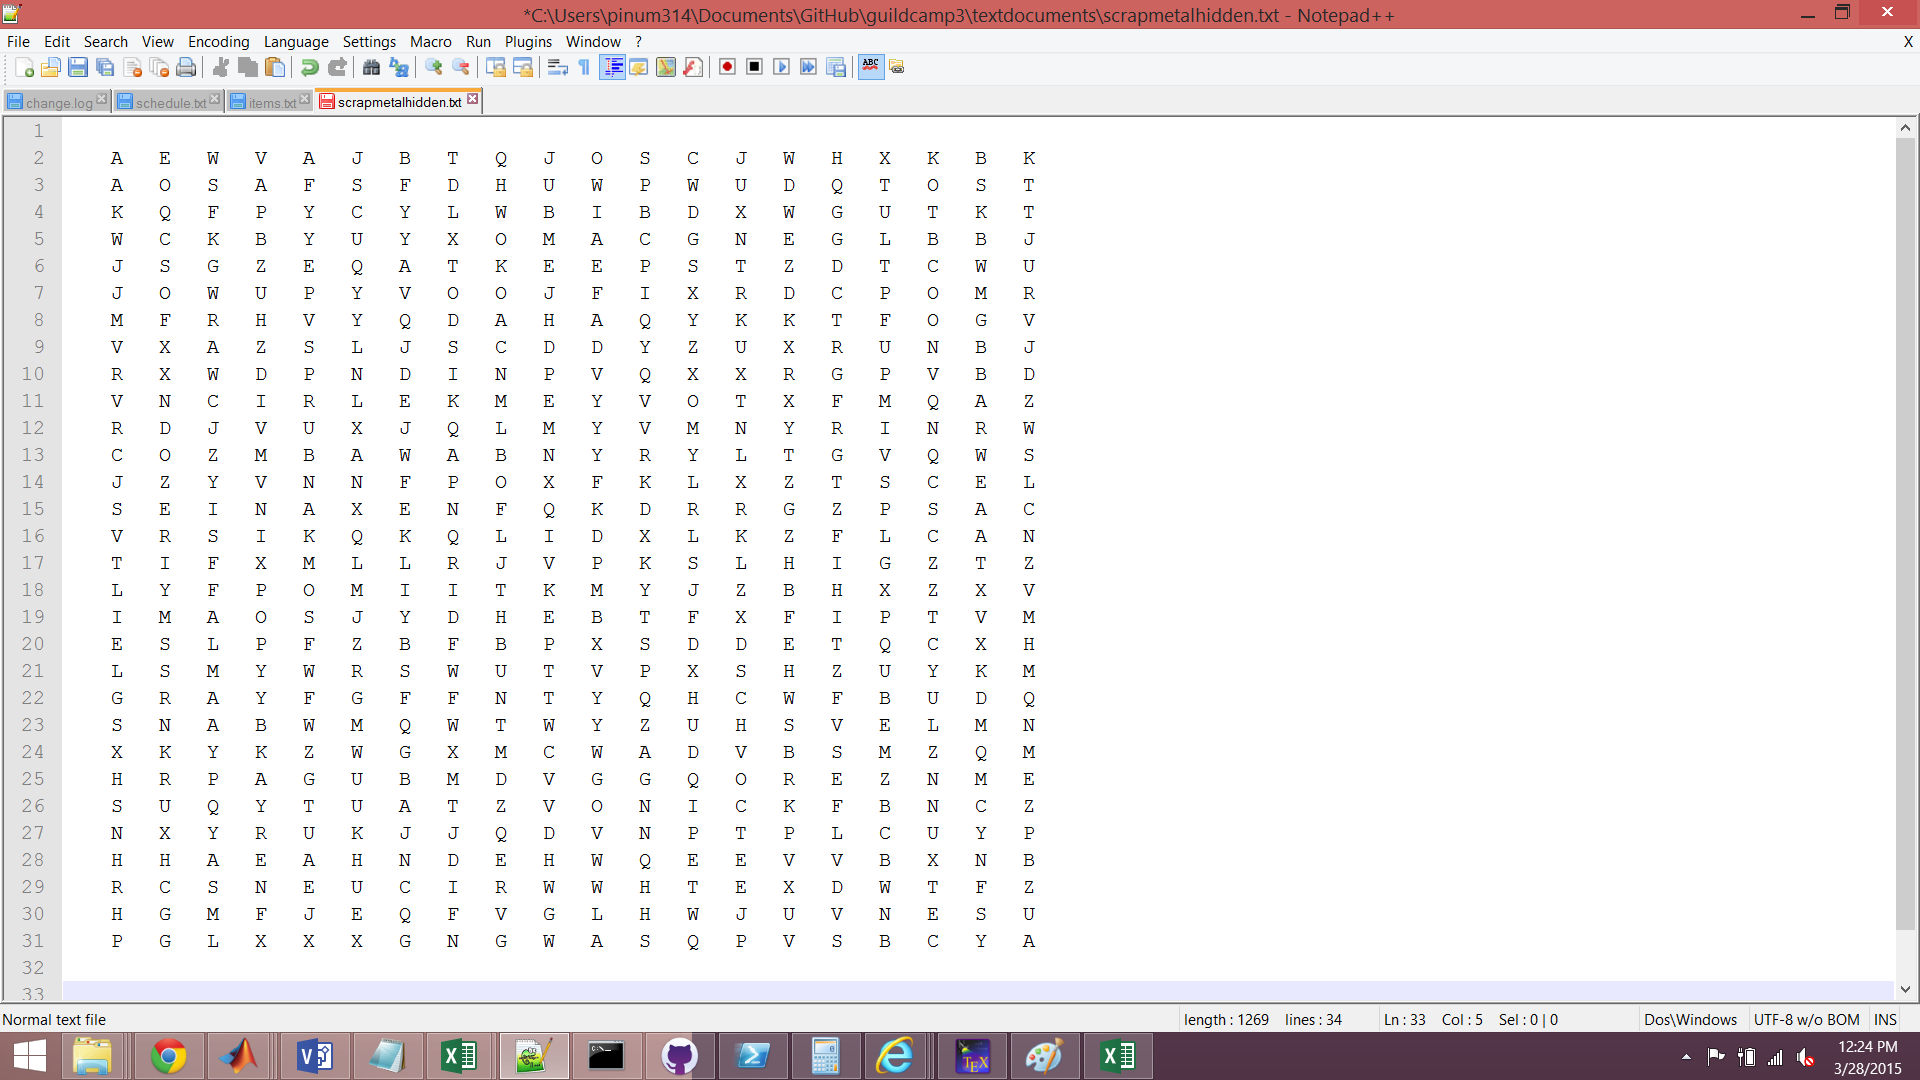 *C:\Users\pinum314\Documents\GitHub\guildcamp3\textdocuments\scrapmetalhidden.txt - Notepad++
File Edit Search View Encoding Language Settings Macro Run Plugins Window ? X
change.log schedule.txt items.txt scrapmetalhidden.txt
1
2 A E W V A J B T Q J O S C J W H X K B K
3 A O S A F S F D H U W P W U D Q T O S T
4 K Q F P Y C Y L W B I B D X W G U T K T
5 W C K B Y U Y X O M A C G N E G L B B J
6 J S G Z E Q A T K E E P S T Z D T C W U
7 J O W U P Y V O O J F I X R D C P O M R
8 M F R H V Y Q D A H A Q Y K K T F O G V
9 V X A Z S L J S C D D Y Z U X R U N B J
10 R X W D P N D I N P V Q X X R G P V B D
11 V N C I R L E K M E Y V O T X F M Q A Z
12 R D J V U X J Q L M Y V M N Y R I N R W
13 C O Z M B A W A B N Y R Y L T G V Q W S
14 J Z Y V N N F P O X F K L X Z T S C E L
15 S E I N A X E N F Q K D R R G Z P S A C
16 V R S I K Q K Q L I D X L K Z F L C A N
17 T I F X M L L R J V P K S L H I G Z T Z
18 L Y F P O M I I T K M Y J Z B H X Z X V
19 I M A O S J Y D H E B T F X F I P T V M
20 E S L P F Z B F B P X S D D E T Q C X H
21 L S M Y W R S W U T V P X S H Z U Y K M
22 G R A Y F G F F N T Y Q H C W F B U D Q
23 S N A B W M Q W T W Y Z U H S V E L M N
24 X K Y K Z W G X M C W A D V B S M Z Q M
25 H R P A G U B M D V G G Q O R E Z N M E
26 S U Q Y T U A T Z V O N I C K F B N C Z
27 N X Y R U K J J Q D V N P T P L C U Y P
28 H H A E A H N D E H W Q E E V V B X N B
29 R C S N E U C I R W W H T E X D W T F Z
30 H G M F J E Q F V G L H W J U V N E S U
31 P G L X X X G N G W A S Q P V S B C Y A
32
33
Normal text file length : 1269 lines : 34 Ln : 33 Col : 5 Sel : 0 | 0 Dos\Windows UTF-8 w/o BOM INS
12:24 PM
3/28/2015